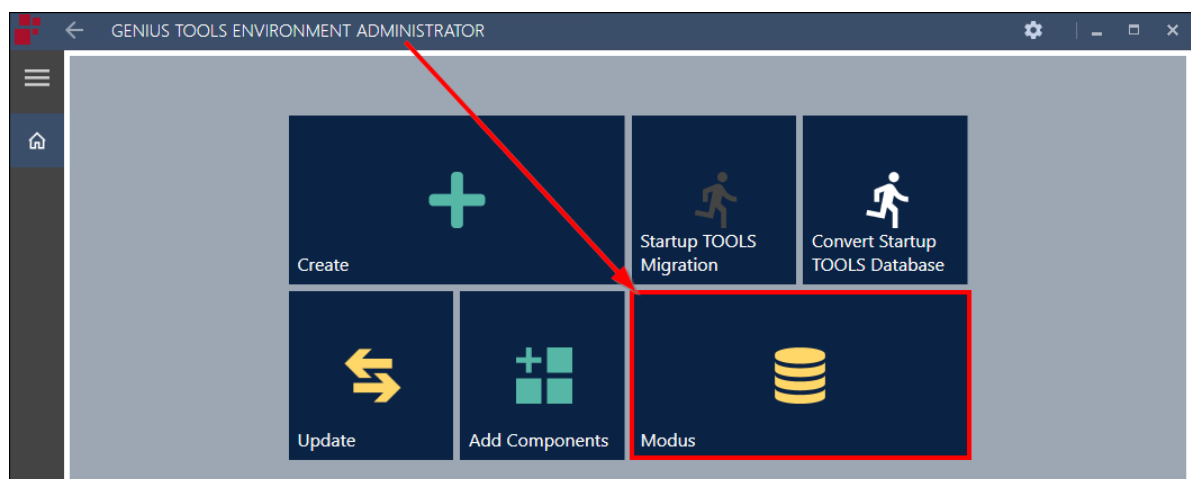 GENIUS TOOLS ENVIRONMENT ADMINISTRATOR
Create
Startup TOOLS
Migration
Convert Startup
TOOLS Database
Update
Add Components
Modus